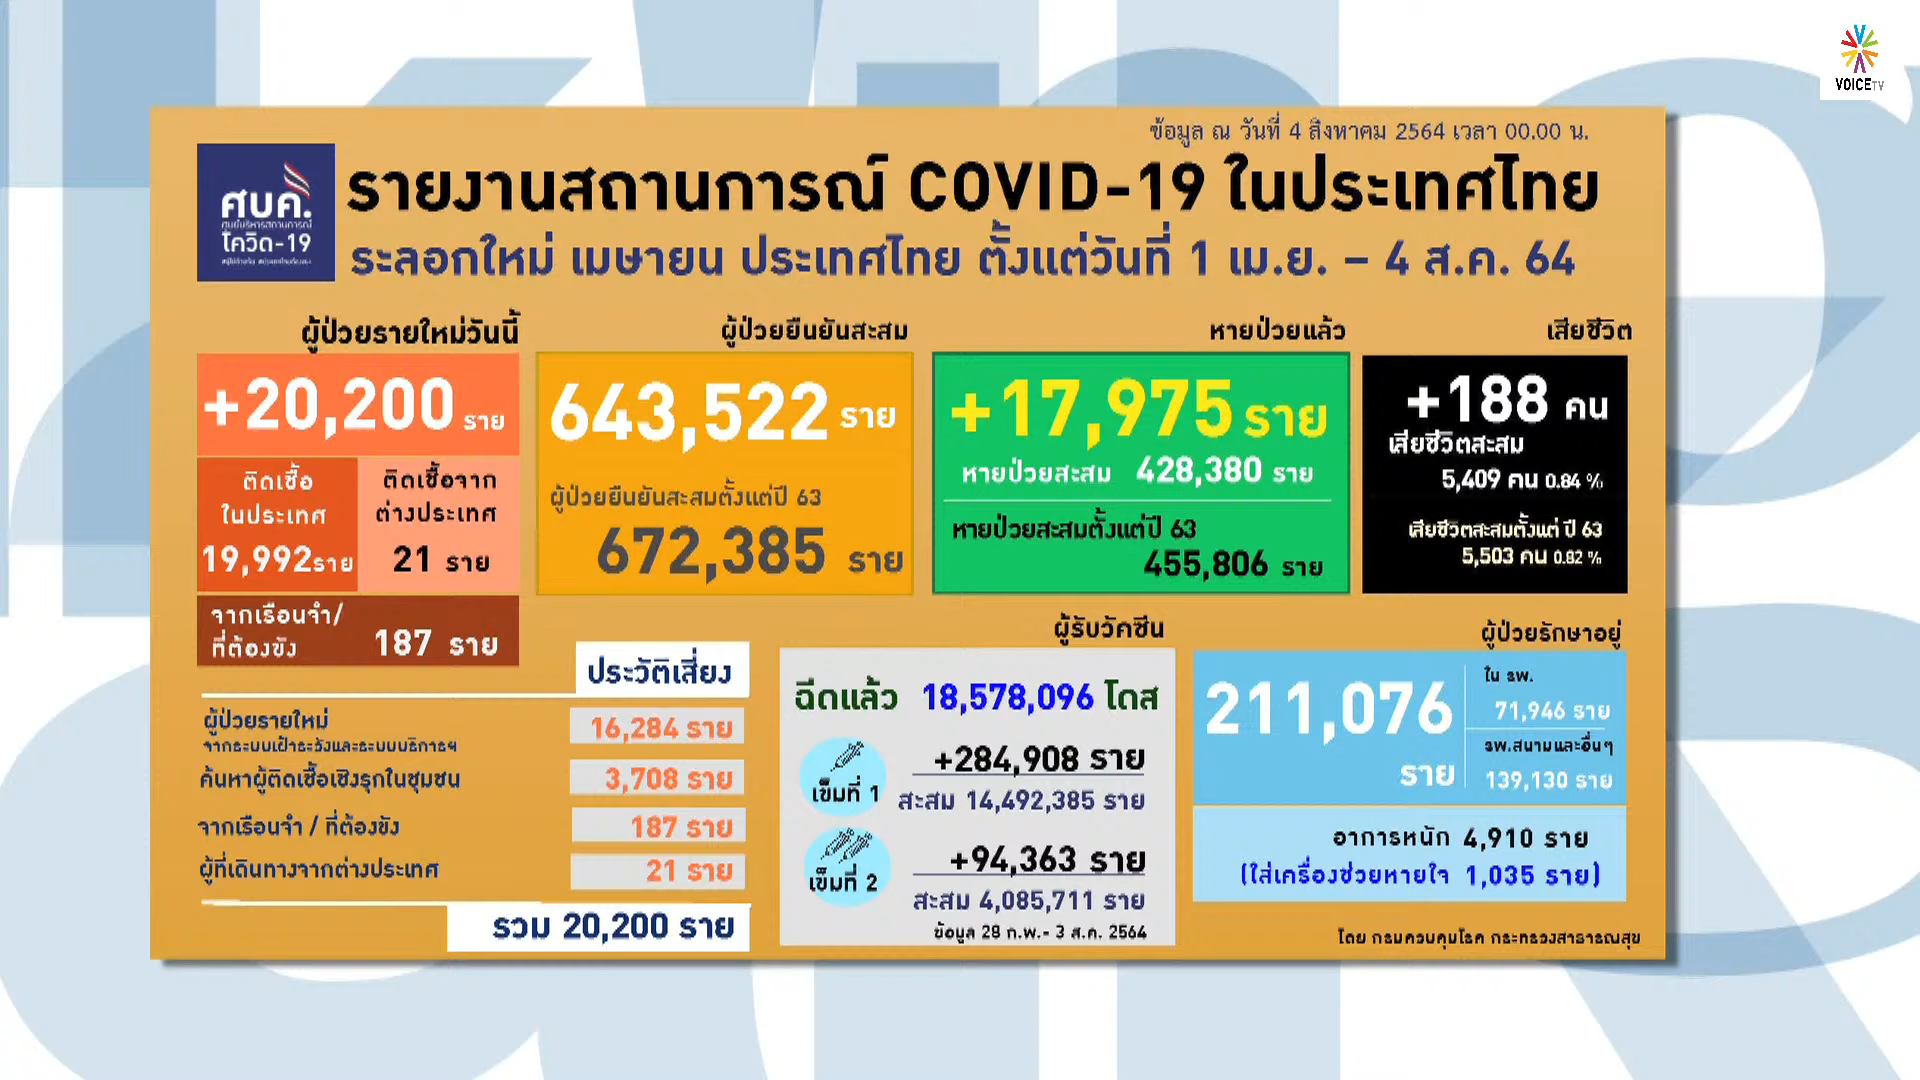 VOICE TV
ข้อมูล ณ วันที่ 4 สิงหาคม 2564 เวลา 00.00 น.
ศบค.
ศูนย์บริหารสถานการณ์
โควิด-19
รายงานสถานการณ์ COVID-19 ในประเทศไทย
ระลอกใหม่ เมษายน ประเทศไทย ตั้งแต่วันที่ 1 เม.ย. – 4 ส.ค. 64
ผู้ป่วยรายใหม่วันนี้
+20,200 ราย
ติดเชื้อ
ในประเทศ
19,992ราย
ติดเชื้อจาก
ต่างประเทศ
21 ราย
จากเรือนจำ/
ที่ต้องขัง 187 ราย
ผู้ป่วยยืนยันสะสม
643,522 ราย
ผู้ป่วยยืนยันสะสมตั้งแต่ปี 63
672,385 ราย
หายป่วยแล้ว
+17,975 ราย
หายป่วยสะสม 428,380 ราย
หายป่วยสะสมตั้งแต่ปี 63
455,806 ราย
เสียชีวิต
+188 คน
เสียชีวิตสะสม
5,409 คน 0.84 %
เสียชีวิตสะสมตั้งแต่ ปี 63
5,503 คน 0.82 %
ประวัติเสี่ยง
ผู้ป่วยรายใหม่
จากระบบเฝ้าระวังและระบบบริการฯ
16,284 ราย
ค้นหาผู้ติดเชื้อเชิงรุกในชุมชน 3,708 ราย
จากเรือนจำ / ที่ต้องขัง 187 ราย
ผู้ที่เดินทางจากต่างประเทศ 21 ราย
รวม 20,200 ราย
ผู้รับวัคซีน
ฉีดแล้ว 18,578,096 โดส
เข็มที่ 1
+284,908 ราย
สะสม 14,492,385 ราย
เข็มที่ 2
+94,363 ราย
สะสม 4,085,711 ราย
ข้อมูล 28 ก.พ.- 3 ส.ค. 2564
ผู้ป่วยรักษาอยู่
211,076
ราย
ใน รพ.
71,946 ราย
รพ.สนามและอื่นๆ
139,130 ราย
อาการหนัก 4,910 ราย
(ใส่เครื่องช่วยหายใจ 1,035 ราย)
โดย กรมควบคุมโรค กระทรวงสาธารณสุข